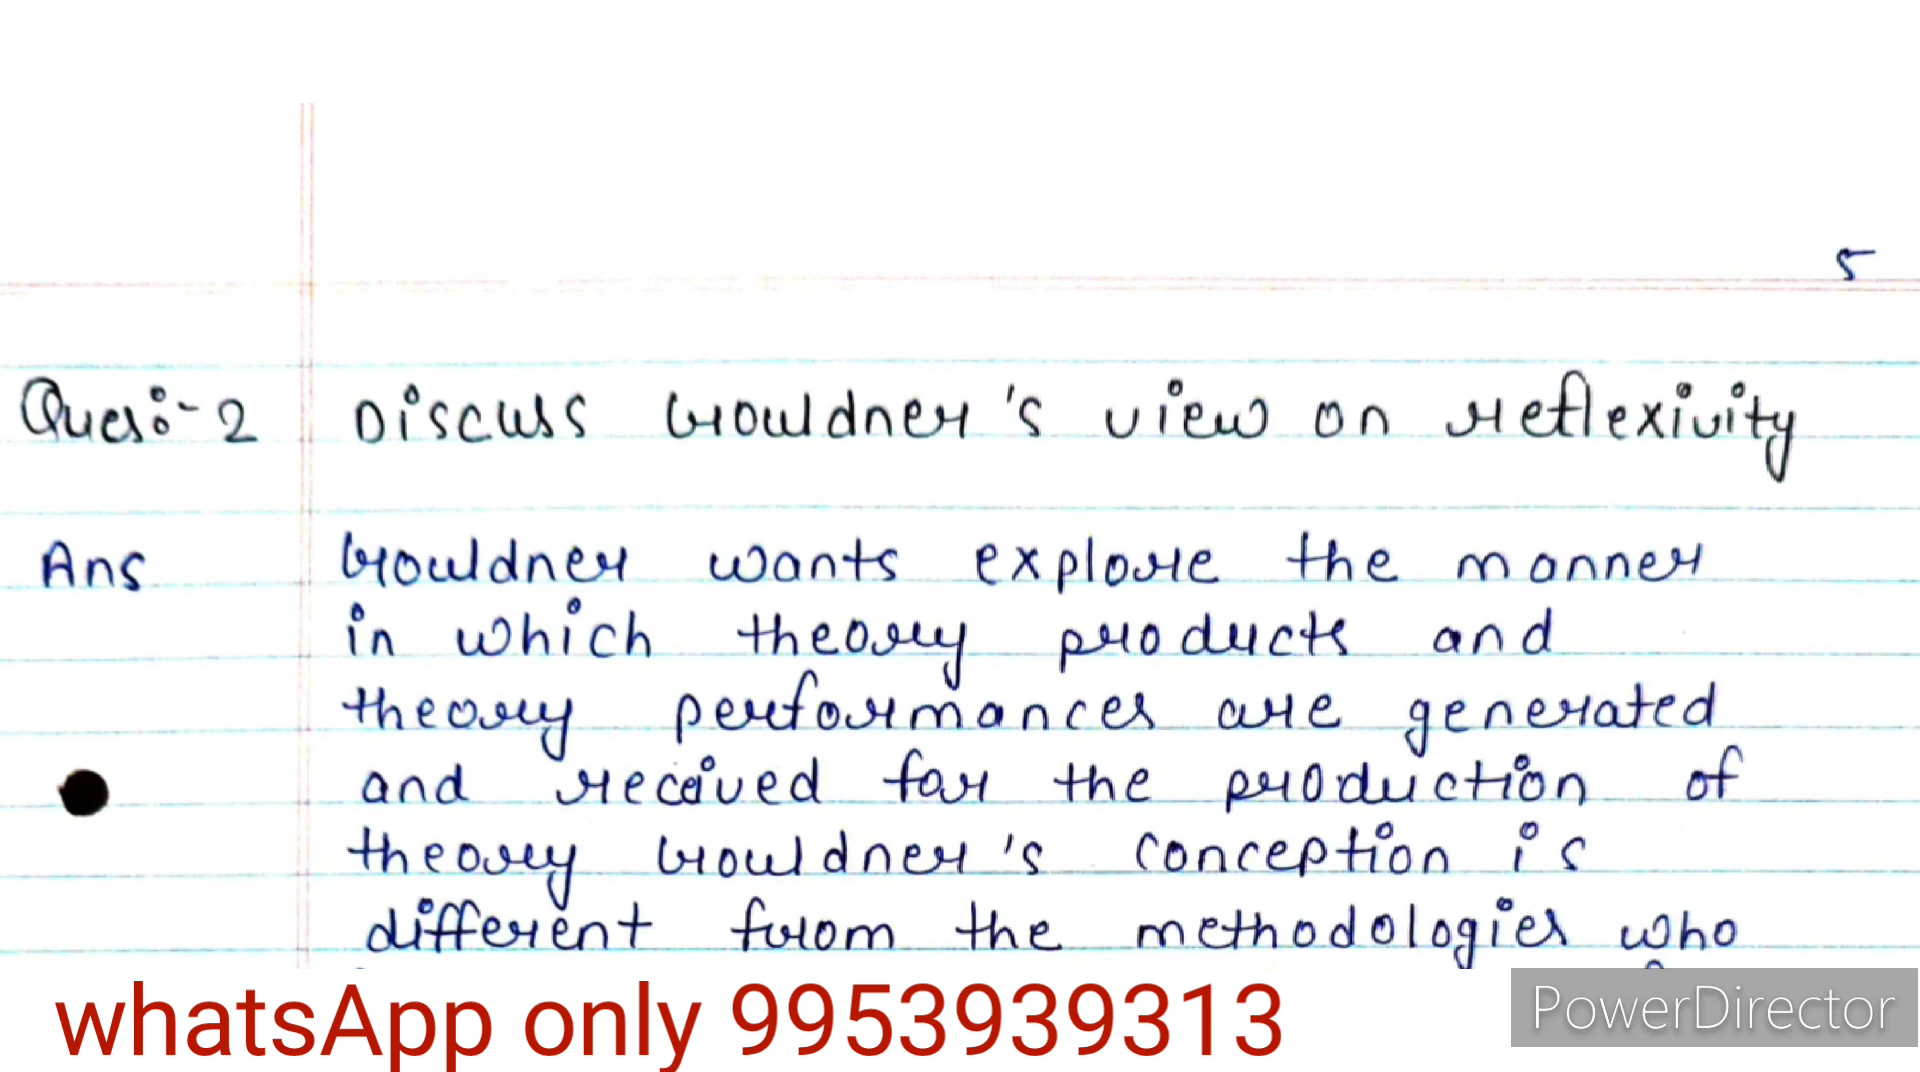 5
Ques:- 2 Discuss Gouldner's view on reflexivity
Ans Gouldner wants explore the manner
in which theory products and
theory performances are generated
and received for the production of
theory Gouldner's conception is
different from the methodologies who
whatsApp only 9953939313
PowerDirector